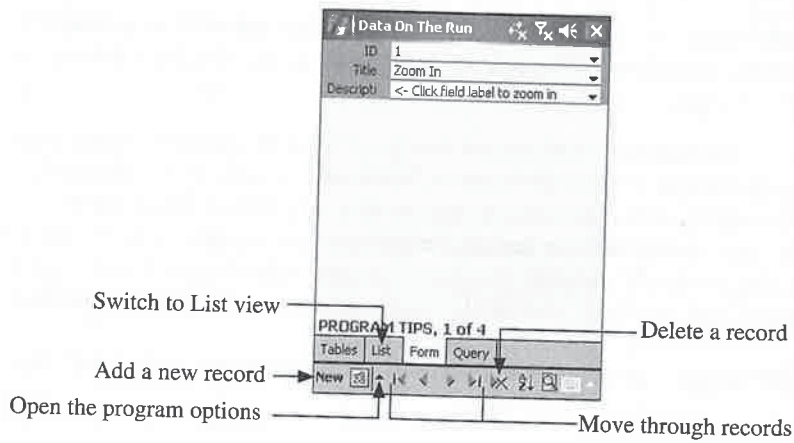 Data On The Run
ID 1
Title Zoom In
Descripti <- Click field label to zoom in
Switch to List view
PROGRAM TIPS, 1 of 4
Delete a record
Tables List Form Query
Add a new record
New
Open the program options
Move through records